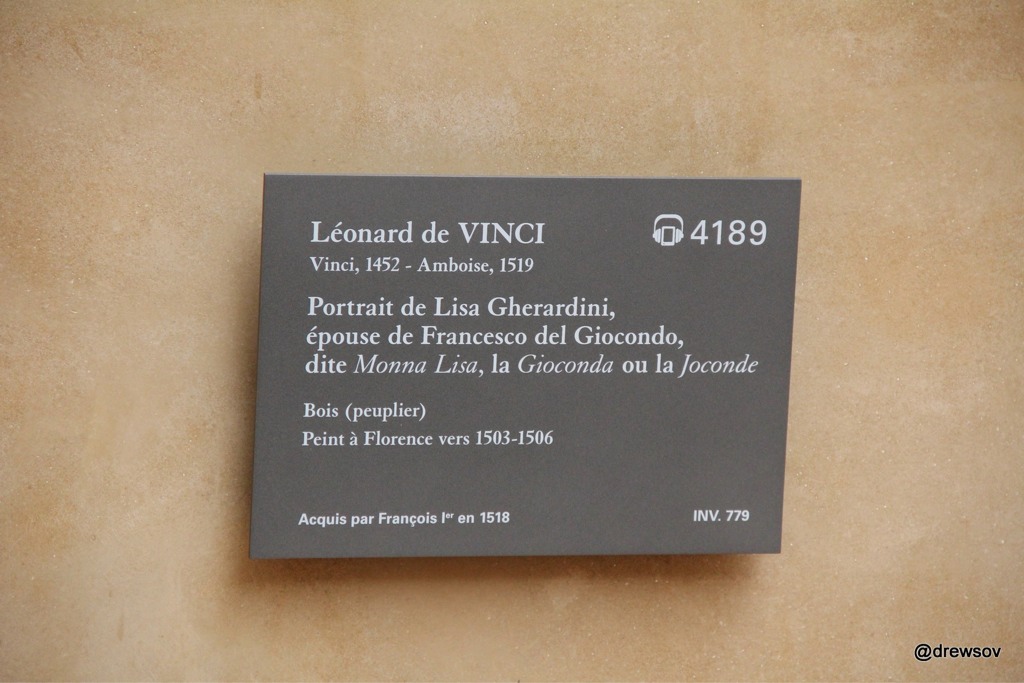 Léonard de VINCI
4189
Vinci, 1452 - Amboise, 1519
Portrait de Lisa Gherardini,
épouse de Francesco del Giocondo,
dite Monna Lisa, la Gioconda ou la Joconde
Bois (peuplier)
Peint à Florence vers 1503-1506
Acquis par François Ier en 1518
INV. 779
@drewsov